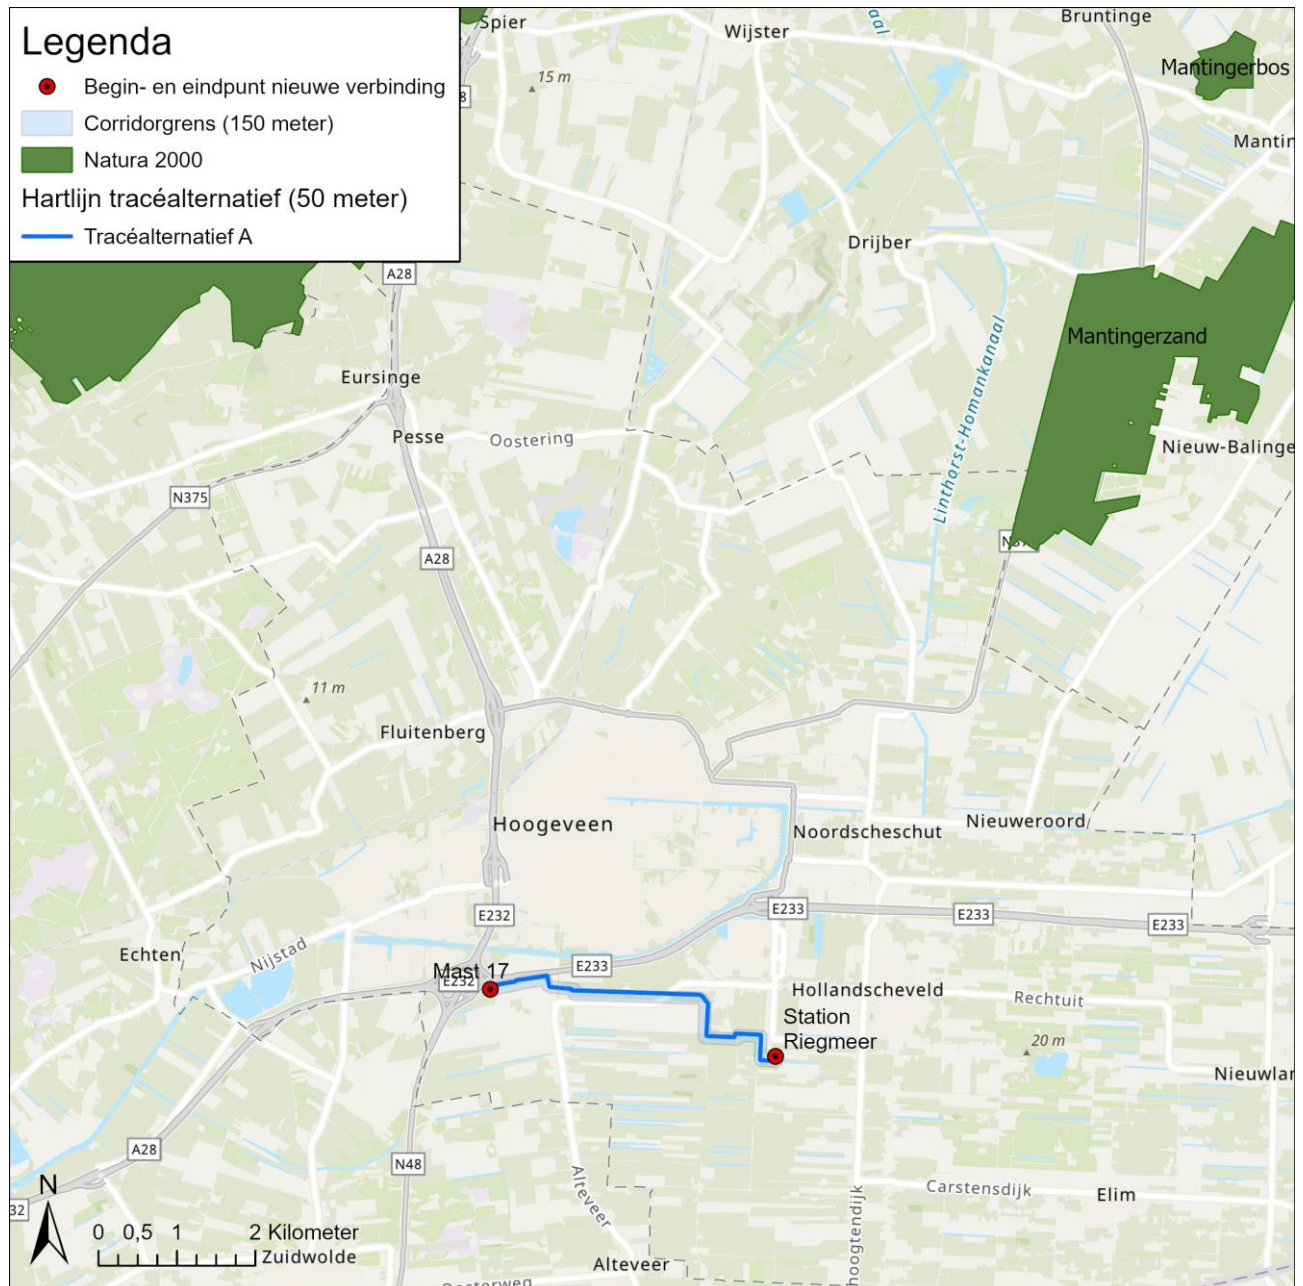 Legenda
Begin- en eindpunt nieuwe verbinding
Corridorgrens (150 meter)
Natura 2000
Hartlijn tracéalternatief (50 meter)
Tracéalternatief A
Spier
Wijster
Bruntinge
15 m
Mantingerbos
Drijber
A28
Mantingerzand
Linthorst-Homankanaal
Eursinge
Pesse
Oostering
Nieuw-Balinge
N375
A28
11 m
Fluitenberg
Hoogeveen
Noordscheschut
Nieuweroord
E232
E233
E233
E233
Echten
Nijstad
Mast 17
E232
E233
Hollandscheveld
Rechtuit
Station
Riegmeer
20 m
A28
N48
Alteveer
Carstensdijk
Elim
N
0 0,5 1 2 Kilometer
Zuidwolde
Alteveer